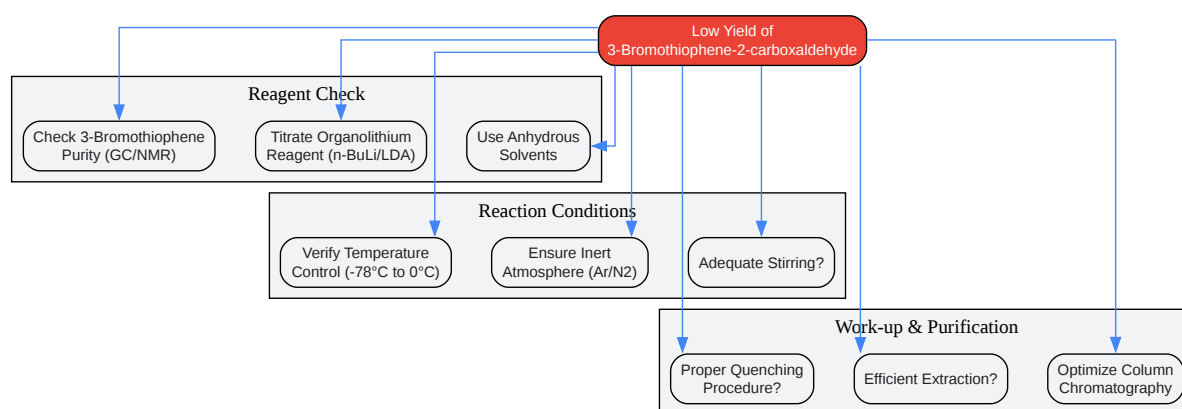 Low Yield of
3-Bromothiophene-2-carboxaldehyde
Reagent Check
Check 3-Bromothiophene
Purity (GC/NMR)
Titrate Organolithium
Reagent (n-BuLi/LDA)
Use Anhydrous
Solvents
Reaction Conditions
Verify Temperature
Control (-78°C to 0°C)
Ensure Inert
Atmosphere (Ar/N2)
Adequate Stirring?
Work-up & Purification
Proper Quenching
Procedure?
Efficient Extraction?
Optimize Column
Chromatography